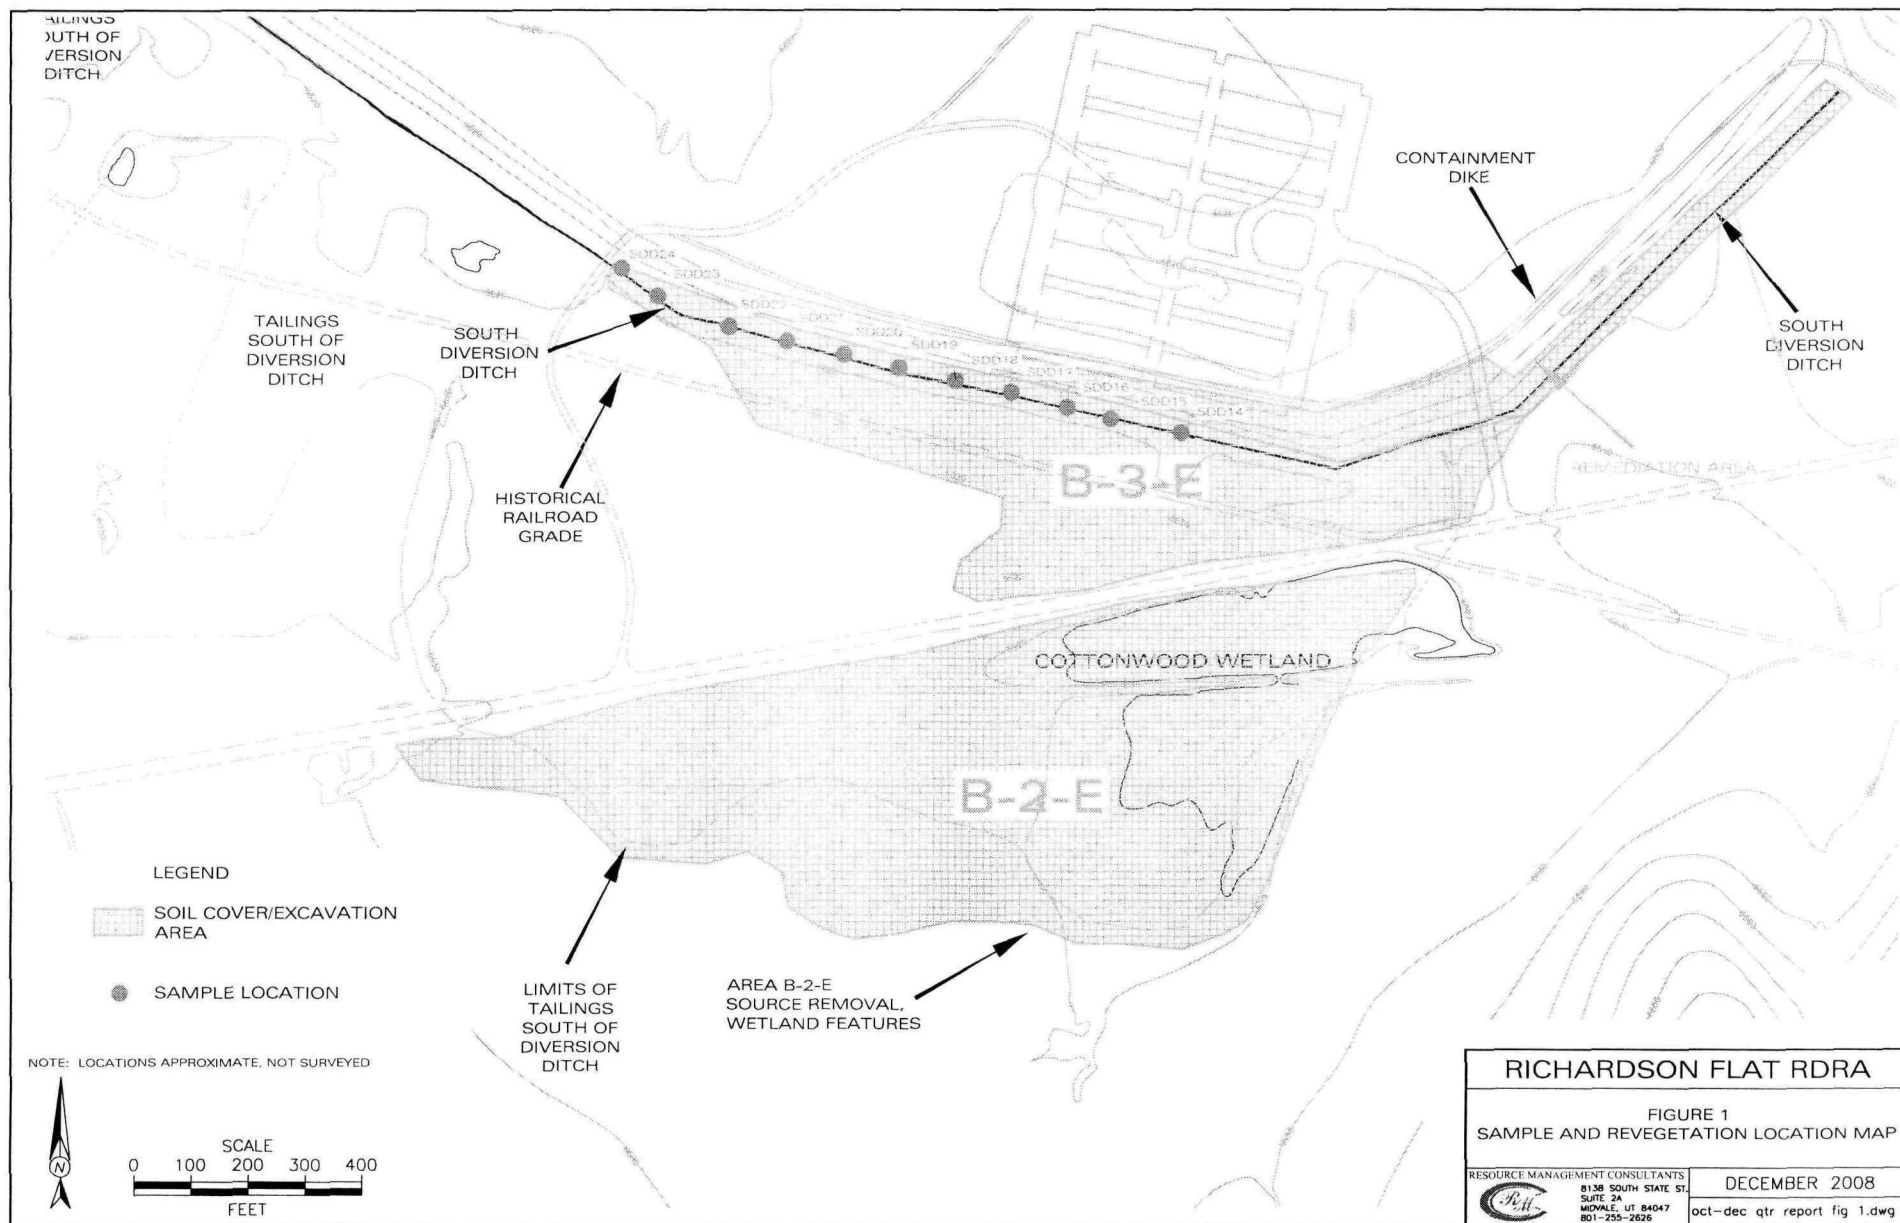 AILINGS
OUTH OF
VERSION
DITCH
CONTAINMENT
DIKE
SDD24
SDD23
SDD22
SDD21
SDD20
SDD19
SDD18
SDD17
SDD16
SDD15
SDD14
TAILINGS
SOUTH OF
DIVERSION
DITCH
SOUTH
DIVERSION
DITCH
SOUTH
DIVERSION
DITCH
B-3-E
REMEDIATION AREA
HISTORICAL
RAILROAD
GRADE
COTTONWOOD WETLAND
B-2-E
LEGEND
SOIL COVER/EXCAVATION
AREA
SAMPLE LOCATION
LIMITS OF
TAILINGS
SOUTH OF
DIVERSION
DITCH
AREA B-2-E
SOURCE REMOVAL,
WETLAND FEATURES
NOTE: LOCATIONS APPROXIMATE, NOT SURVEYED
N
SCALE
0 100 200 300 400
FEET
RICHARDSON FLAT RDRA
FIGURE 1
SAMPLE AND REVEGETATION LOCATION MAP
RESOURCE MANAGEMENT CONSULTANTS
RMC
8138 SOUTH STATE ST.
SUITE 2A
MIDVALE, UT 84047
801-255-2626
DECEMBER 2008
oct-dec qtr report fig 1.dwg